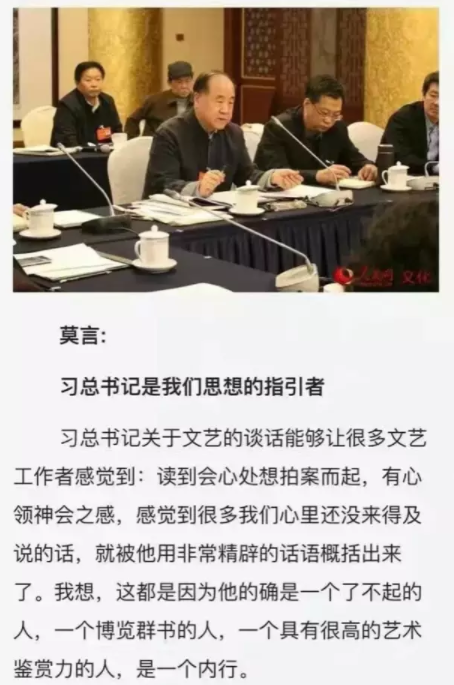 人民网 文化
莫言:
习总书记是我们思想的指引者
习总书记关于文艺的谈话能够让很多文艺
工作者感觉到：读到会心处想拍案而起，有心
领神会之感，感觉到很多我们心里还没来得及
说的话，就被他用非常精辟的话语概括出来
了。我想，这都是因为他的确是一个了不起的
人，一个博览群书的人，一个具有很高的艺术
鉴赏力的人，是一个内行。